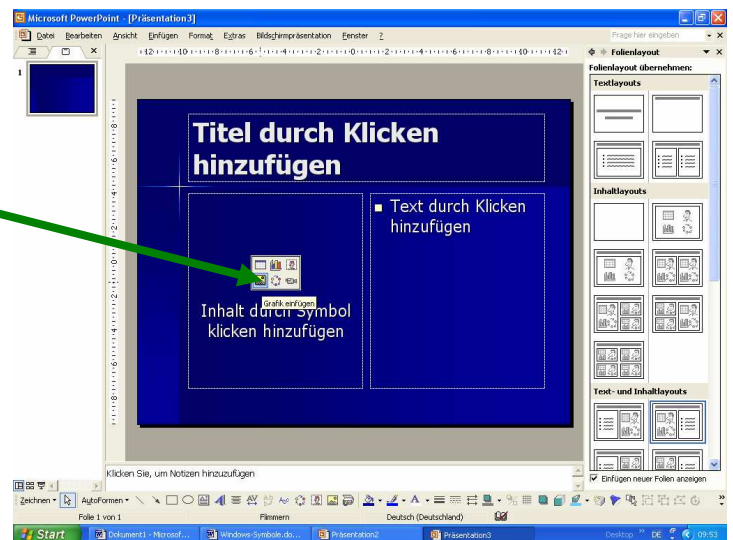 Microsoft PowerPoint - [Präsentation3]
Datei Bearbeiten Ansicht Einfügen Format Extras Bildschirmpräsentation Fenster ?
Frage hier eingeben
Folienlayout
Folienlayout übernehmen:
Textlayouts
1
Titel durch Klicken
hinzufügen
Inhaltlayouts
Text durch Klicken
hinzufügen
Grafik einfügen
Inhalt durch Symbol
klicken hinzufügen
Text- und Inhaltlayouts
Klicken Sie, um Notizen hinzuzufügen
Einfügen neuer Folien anzeigen
Zeichnen AutoFormen
Folie 1 von 1 Flimmern Deutsch (Deutschland)
Start Dokument1 - Microsof... Windows-Symbole.do... Präsentation2 Präsentation3 Desktop DE 09:53